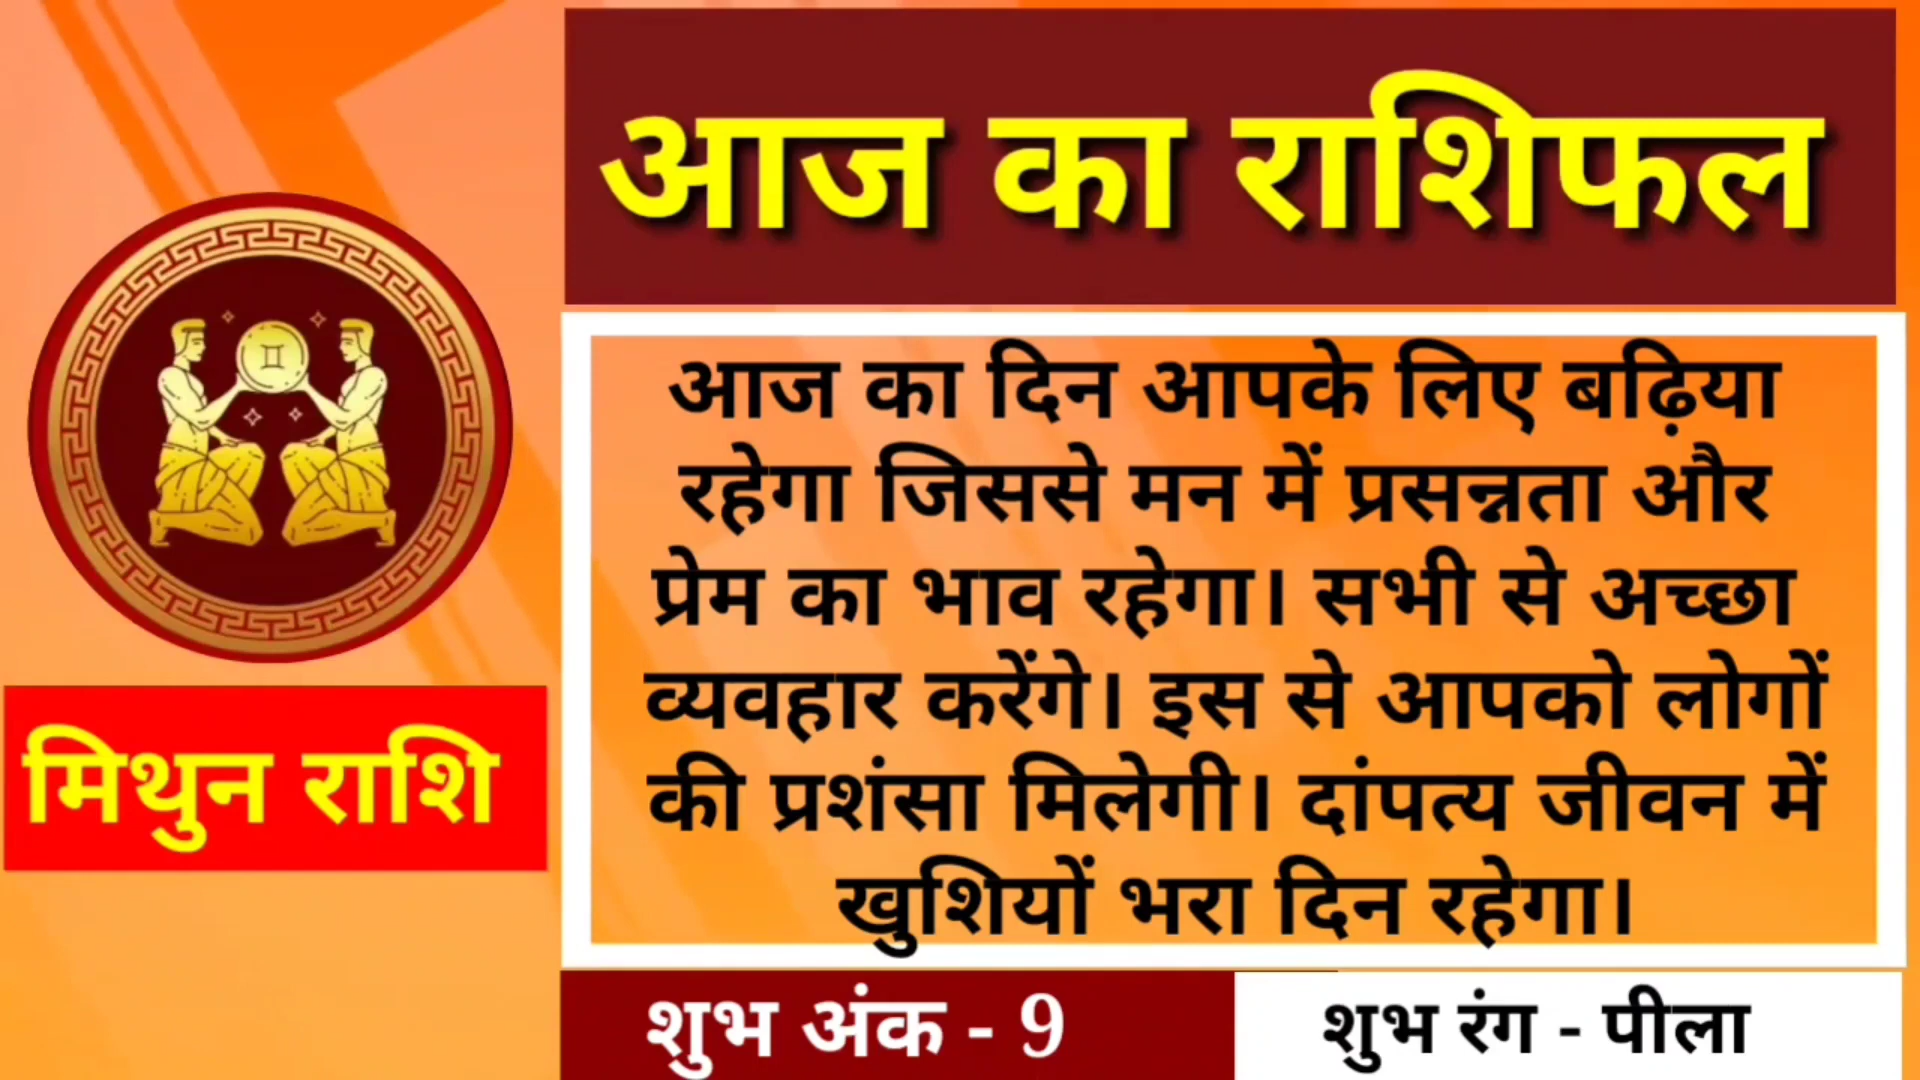 आज का राशिफल
आज का दिन आपके लिए बढ़िया
रहेगा जिससे मन में प्रसन्नता और
प्रेम का भाव रहेगा। सभी से अच्छा
व्यवहार करेंगे। इस से आपको लोगों
की प्रशंसा मिलेगी। दांपत्य जीवन में
खुशियों भरा दिन रहेगा।
मिथुन राशि
शुभ अंक - 9
शुभ रंग - पीला